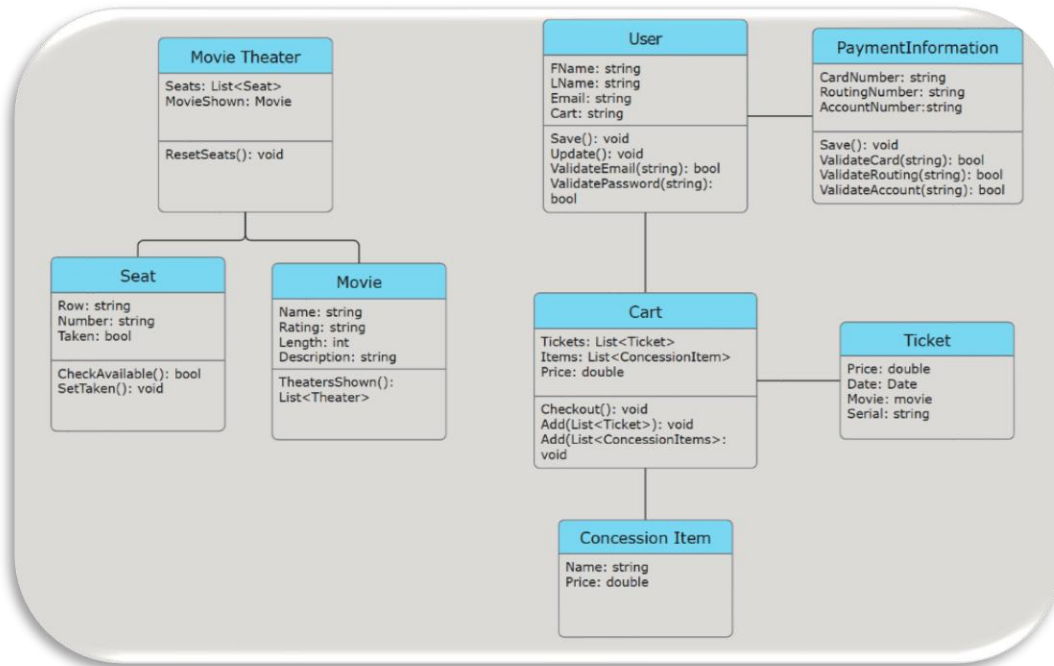 Movie Theater
Seats: List<Seat>
MovieShown: Movie
ResetSeats(): void
User
FName: string
LName: string
Email: string
Cart: string
Save(): void
Update(): void
ValidateEmail(string): bool
ValidatePassword(string):
bool
PaymentInformation
CardNumber: string
RoutingNumber: string
AccountNumber:string
Save(): void
ValidateCard(string): bool
ValidateRouting(string): bool
ValidateAccount(string): bool
Seat
Row: string
Number: string
Taken: bool
CheckAvailable(): bool
SetTaken(): void
Movie
Name: string
Rating: string
Length: int
Description: string
TheatersShown():
List<Theater>
Cart
Tickets: List<Ticket>
Items: List<ConcessionItem>
Price: double
Checkout(): void
Add(List<Ticket>): void
Add(List<ConcessionItems>:
void
Ticket
Price: double
Date: Date
Movie: movie
Serial: string
Concession Item
Name: string
Price: double